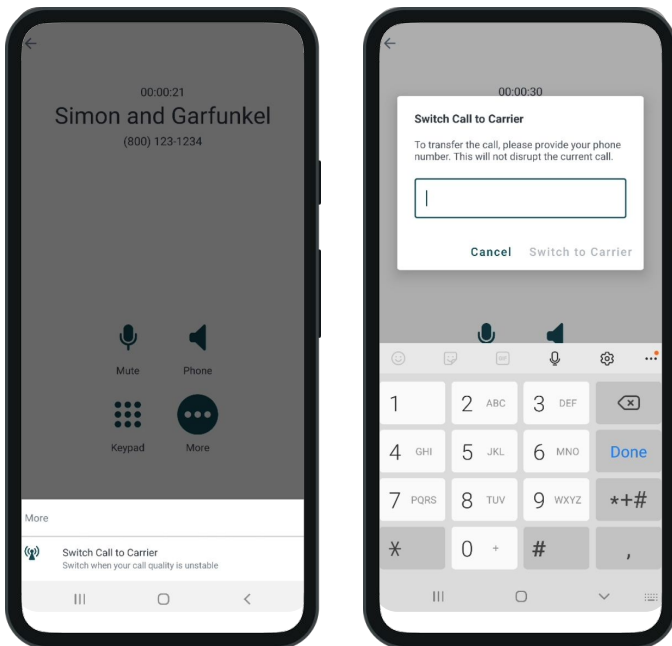 00:00:21
Simon and Garfunkel
(800) 123-1234
Mute Phone
Keypad More
More
Switch Call to Carrier
Switch when your call quality is unstable
00:00:30
Switch Call to Carrier
To transfer the call, please provide your phone
number. This will not disrupt the current call.
Cancel Switch to Carrier
GIF
1 2 ABC 3 DEF
4 GHI 5 JKL 6 MNO Done
7 PQRS 8 TUV 9 WXYZ *+#
* 0 + # ,